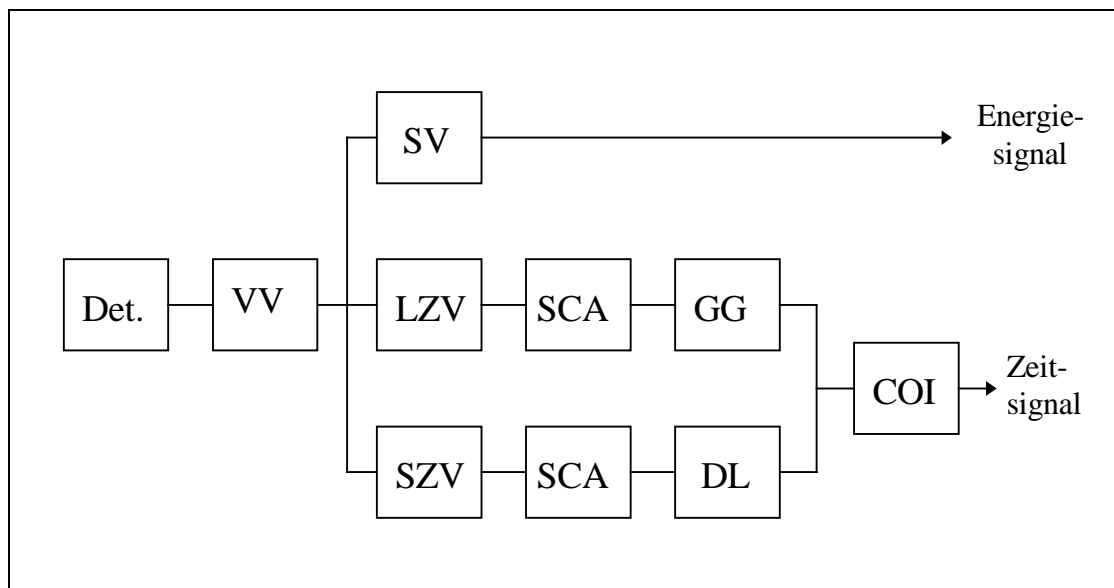 SV
Energie-
signal
Det.
VV
LZV
SCA
GG
COI
Zeit-
signal
SZV
SCA
DL